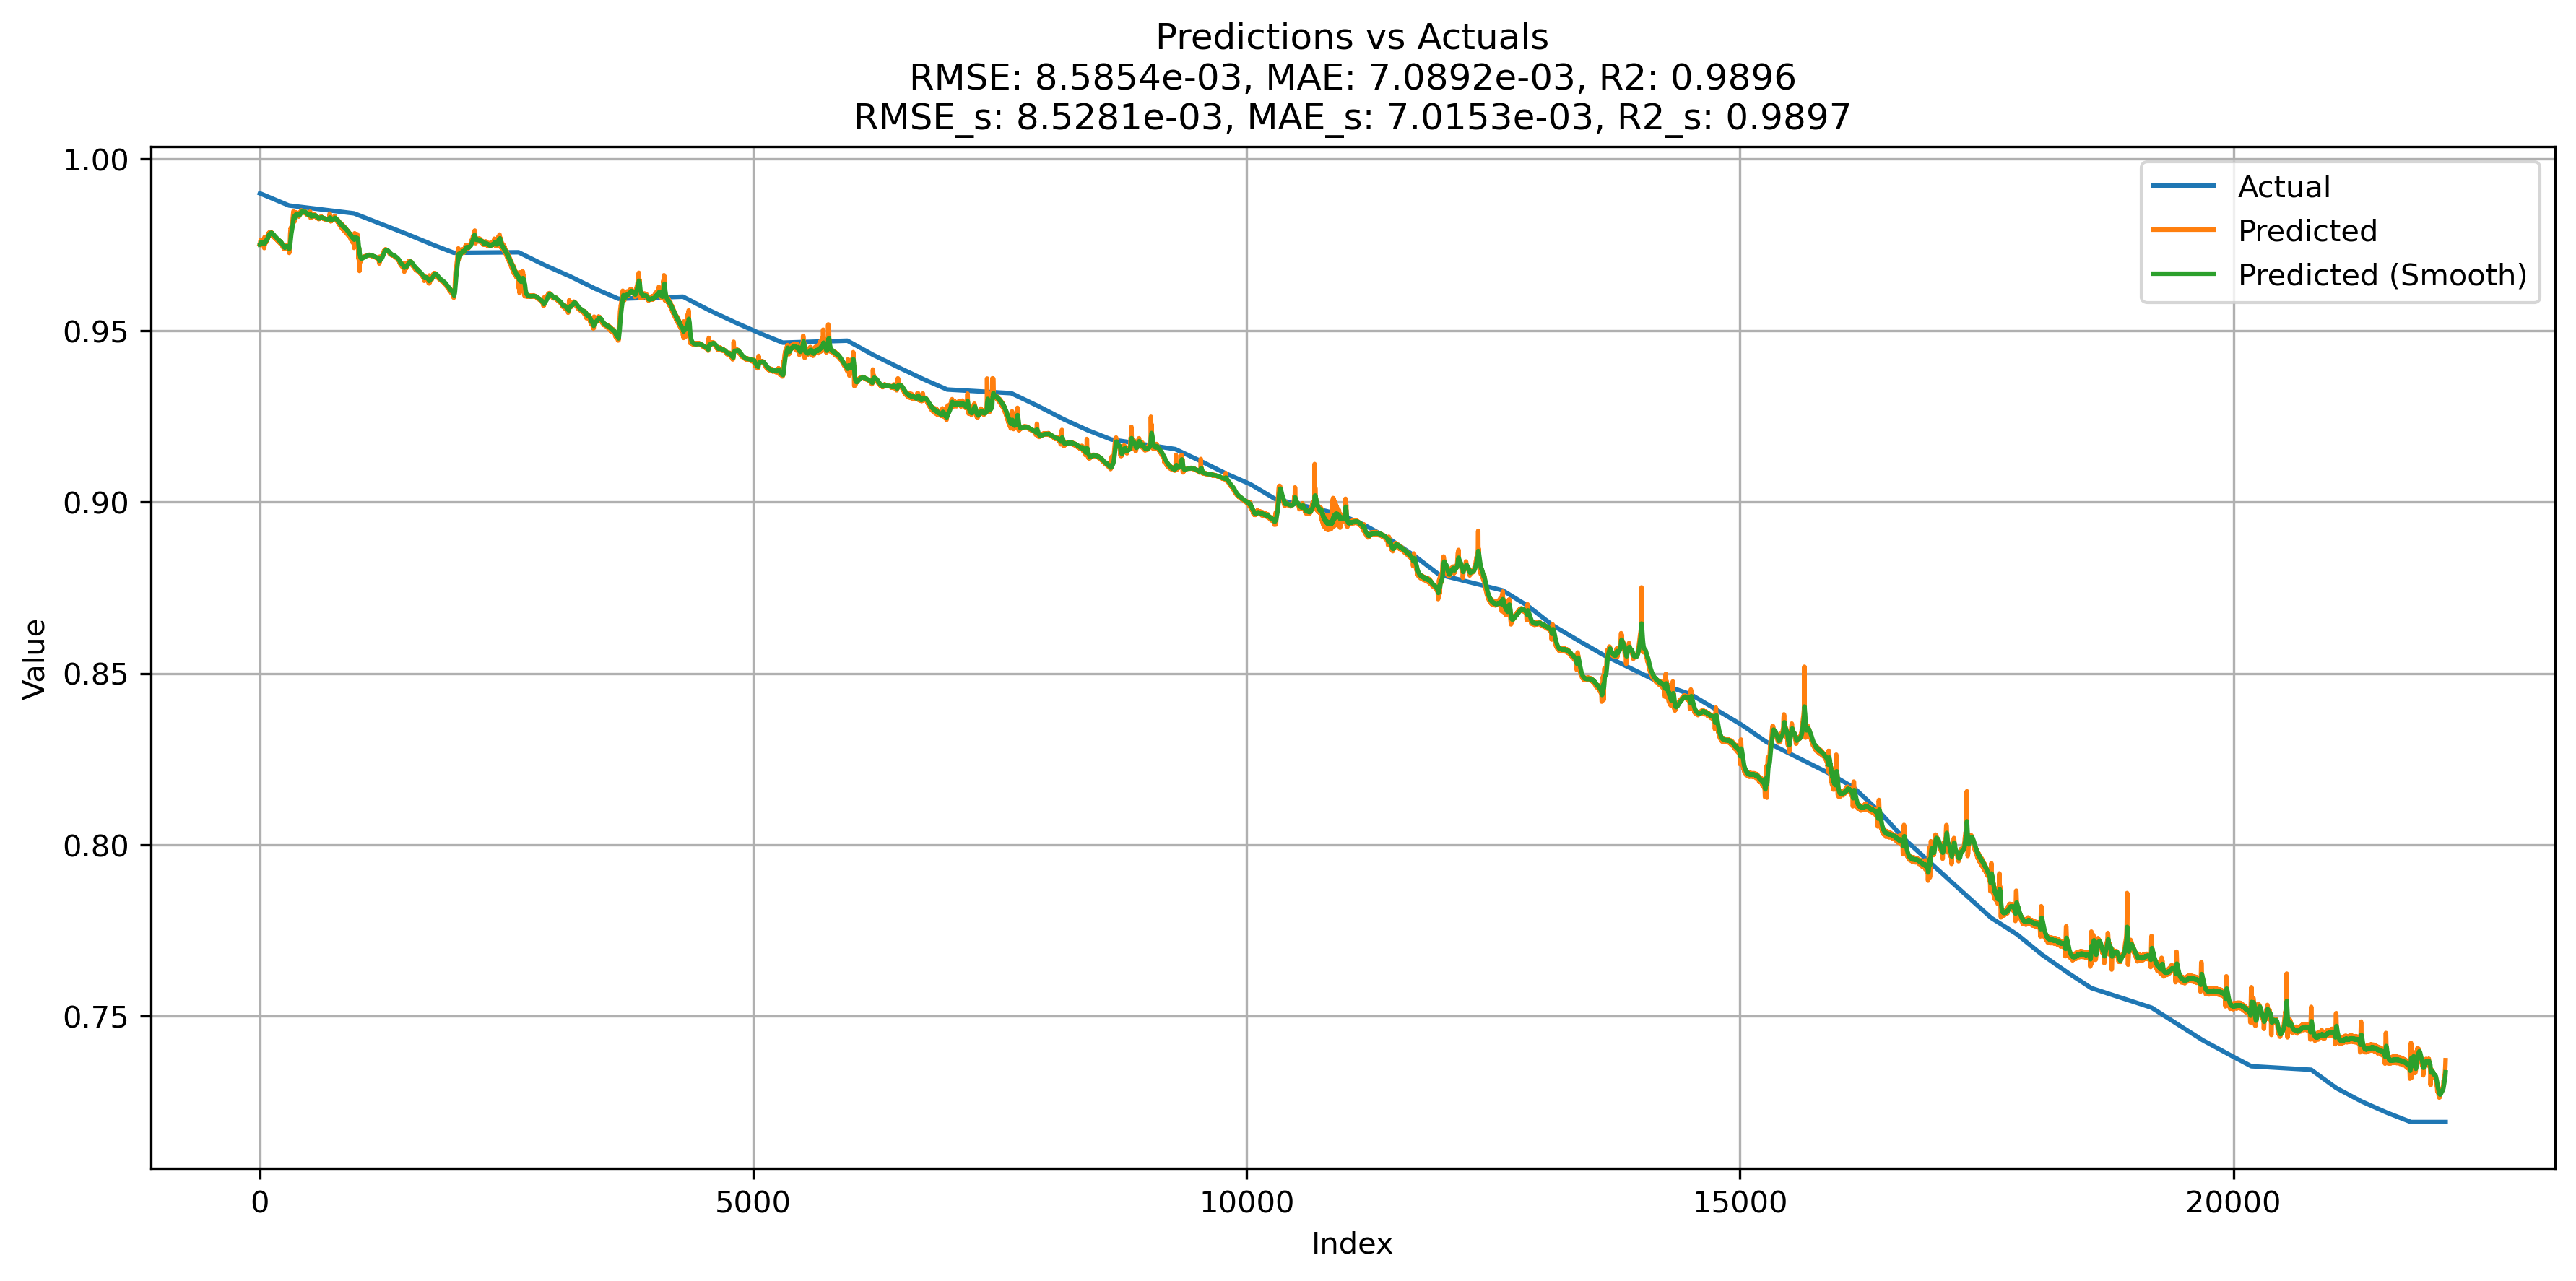 Predictions vs Actuals
RMSE: 8.5854e-03, MAE: 7.0892e-03, R2: 0.9896
RMSE_s: 8.5281e-03, MAE_s: 7.0153e-03, R2_s: 0.9897
1.00
0.95
0.90
0.85
0.80
0.75
Value
Actual
Predicted
Predicted (Smooth)
0 5000 10000 15000 20000
Index